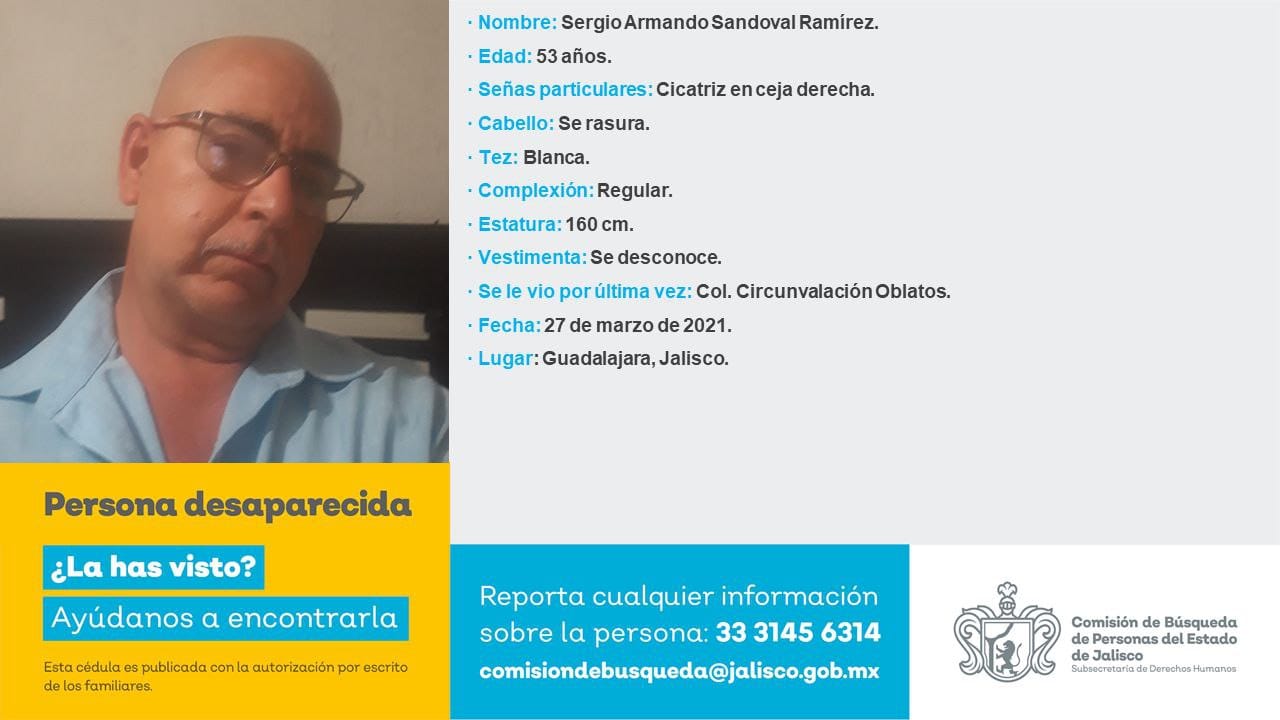 · Nombre: Sergio Armando Sandoval Ramírez.
· Edad: 53 años.
· Señas particulares: Cicatriz en ceja derecha.
· Cabello: Se rasura.
· Tez: Blanca.
· Complexión: Regular.
· Estatura: 160 cm.
· Vestimenta: Se desconoce.
· Se le vio por última vez: Col. Circunvalación Oblatos.
· Fecha: 27 de marzo de 2021.
· Lugar: Guadalajara, Jalisco.
Persona desaparecida
¿La has visto?
Ayúdanos a encontrarla
Esta cédula es publicada con la autorización por escrito
de los familiares.
Reporta cualquier información
sobre la persona: 33 3145 6314
comisiondebusqueda@jalisco.gob.mx
Comisión de Búsqueda
de Personas del Estado
de Jalisco
Subsecretaría de Derechos Humanos